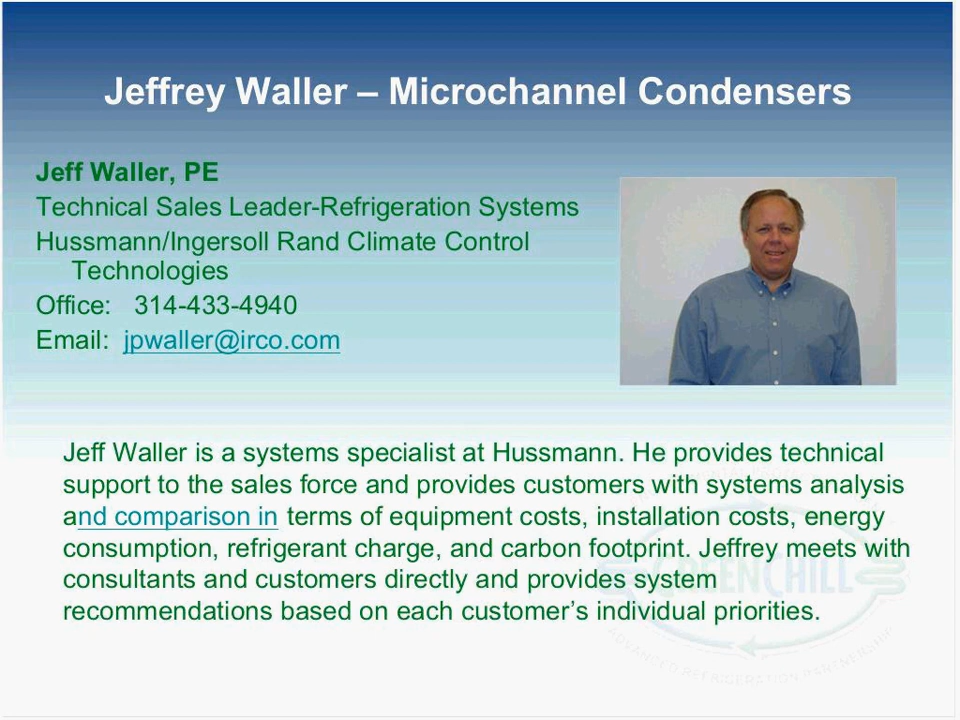 Jeffrey Waller – Microchannel Condensers
Jeff Waller, PE
Technical Sales Leader-Refrigeration Systems
Hussmann/Ingersoll Rand Climate Control
Technologies
Office: 314-433-4940
Email: jpwaller@irco.com
Jeff Waller is a systems specialist at Hussmann. He provides technical
support to the sales force and provides customers with systems analysis
and comparison in terms of equipment costs, installation costs, energy
consumption, refrigerant charge, and carbon footprint. Jeffrey meets with
consultants and customers directly and provides system
recommendations based on each customer’s individual priorities.
GREENCHILL
ADVANCED REFRIGERATION PARTNERSHIP